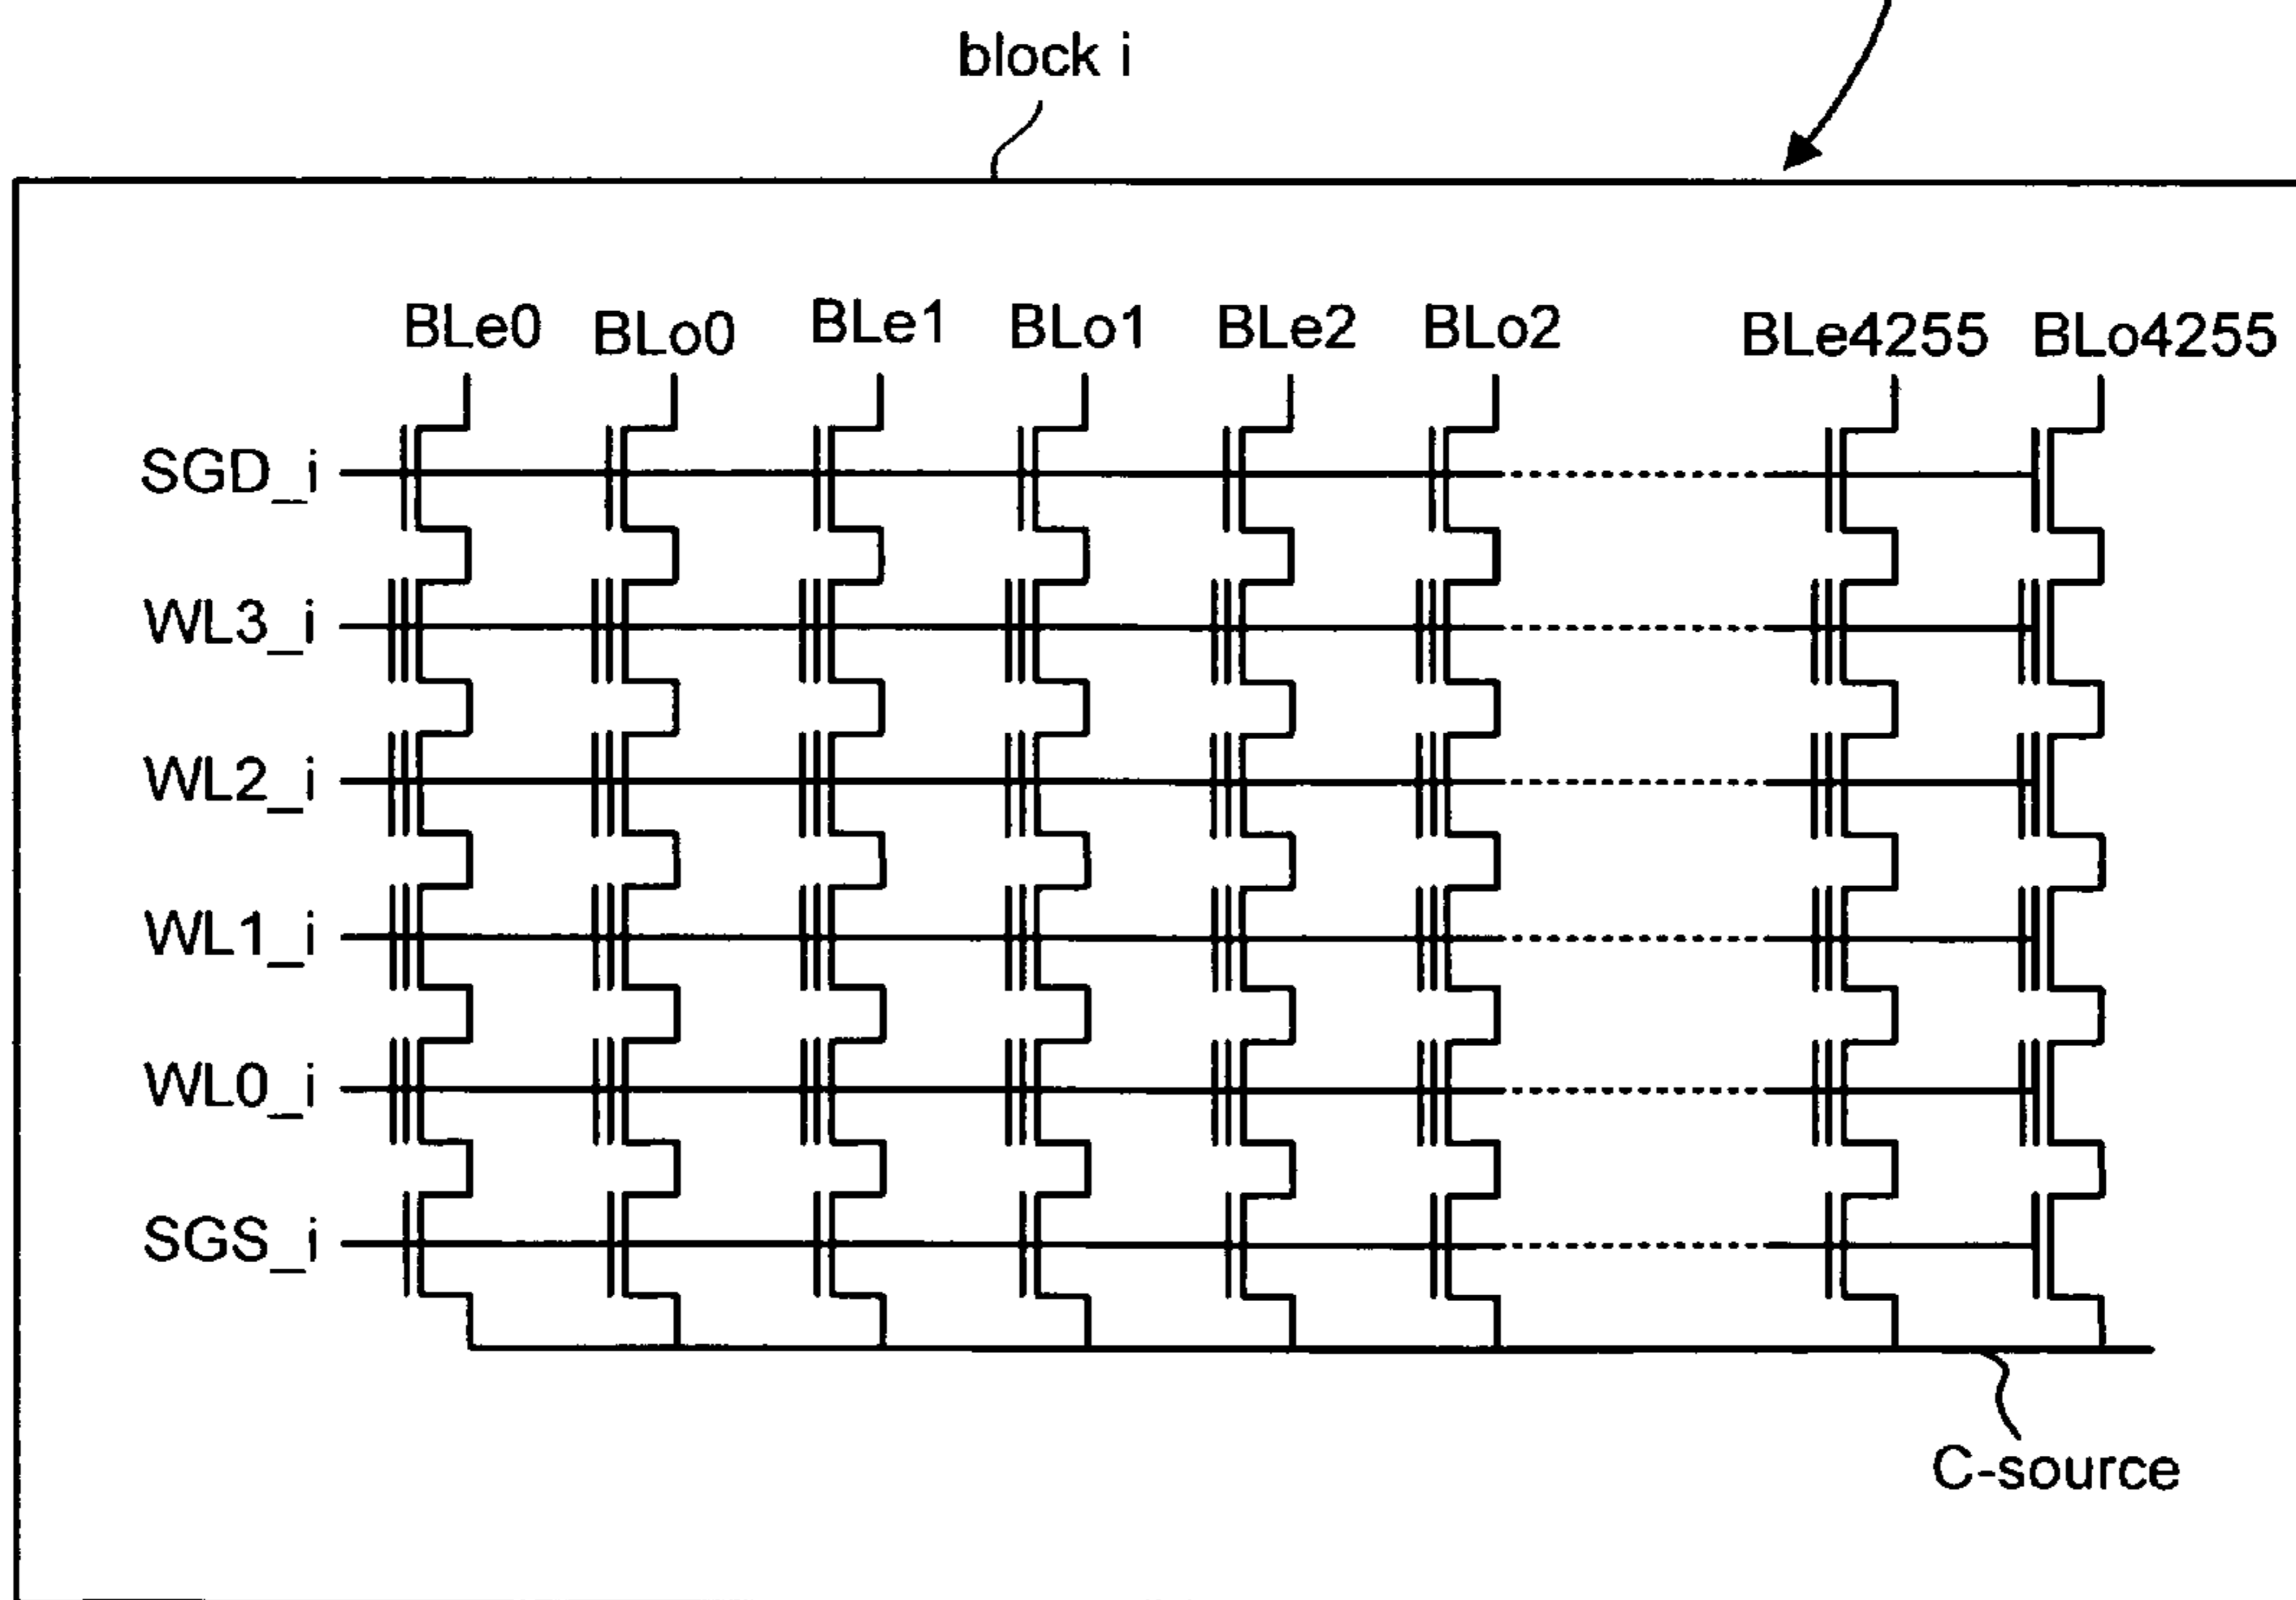 block i
BLe0 BLo0 BLe1 BLo1 BLe2 BLo2 BLe4255 BLo4255
SGD_i
WL3_i
WL2_i
WL1_i
WL0_i
SGS_i
C-source